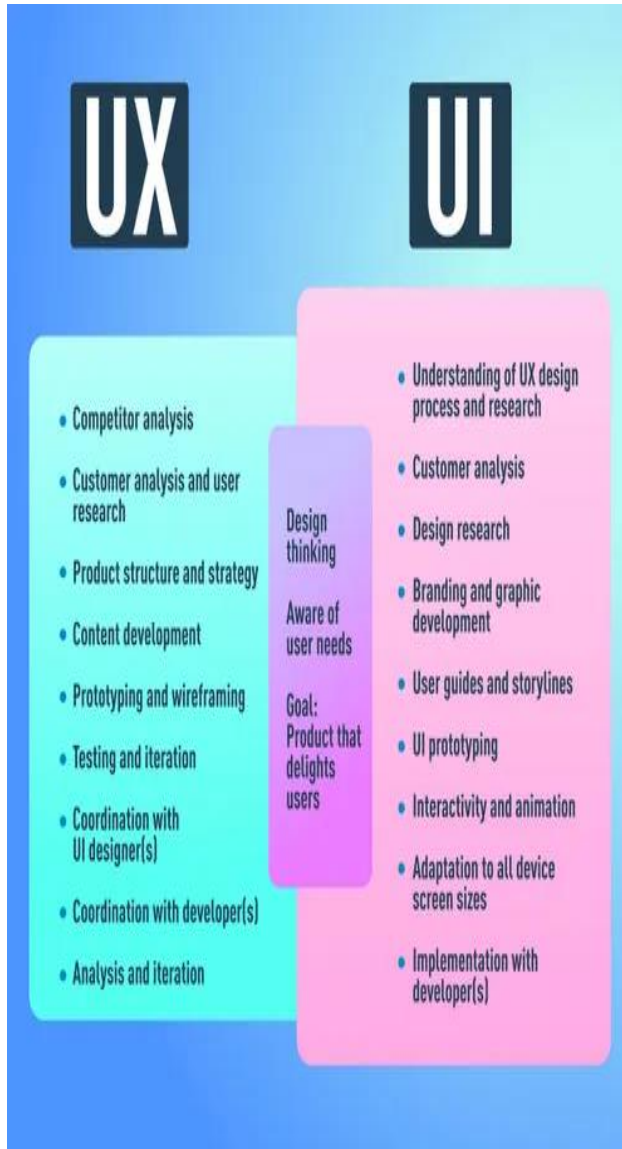 UX
UI
• Competitor analysis
• Customer analysis and user
research
• Product structure and strategy
• Content development
• Prototyping and wireframing
• Testing and iteration
• Coordination with
UI designer(s)
• Coordination with developer(s)
• Analysis and iteration
Design
thinking
Aware of
user needs
Goal:
Product that
delights
users
• Understanding of UX design
process and research
• Customer analysis
• Design research
• Branding and graphic
development
• User guides and storylines
• UI prototyping
• Interactivity and animation
• Adaptation to all device
screen sizes
• Implementation with
developer(s)